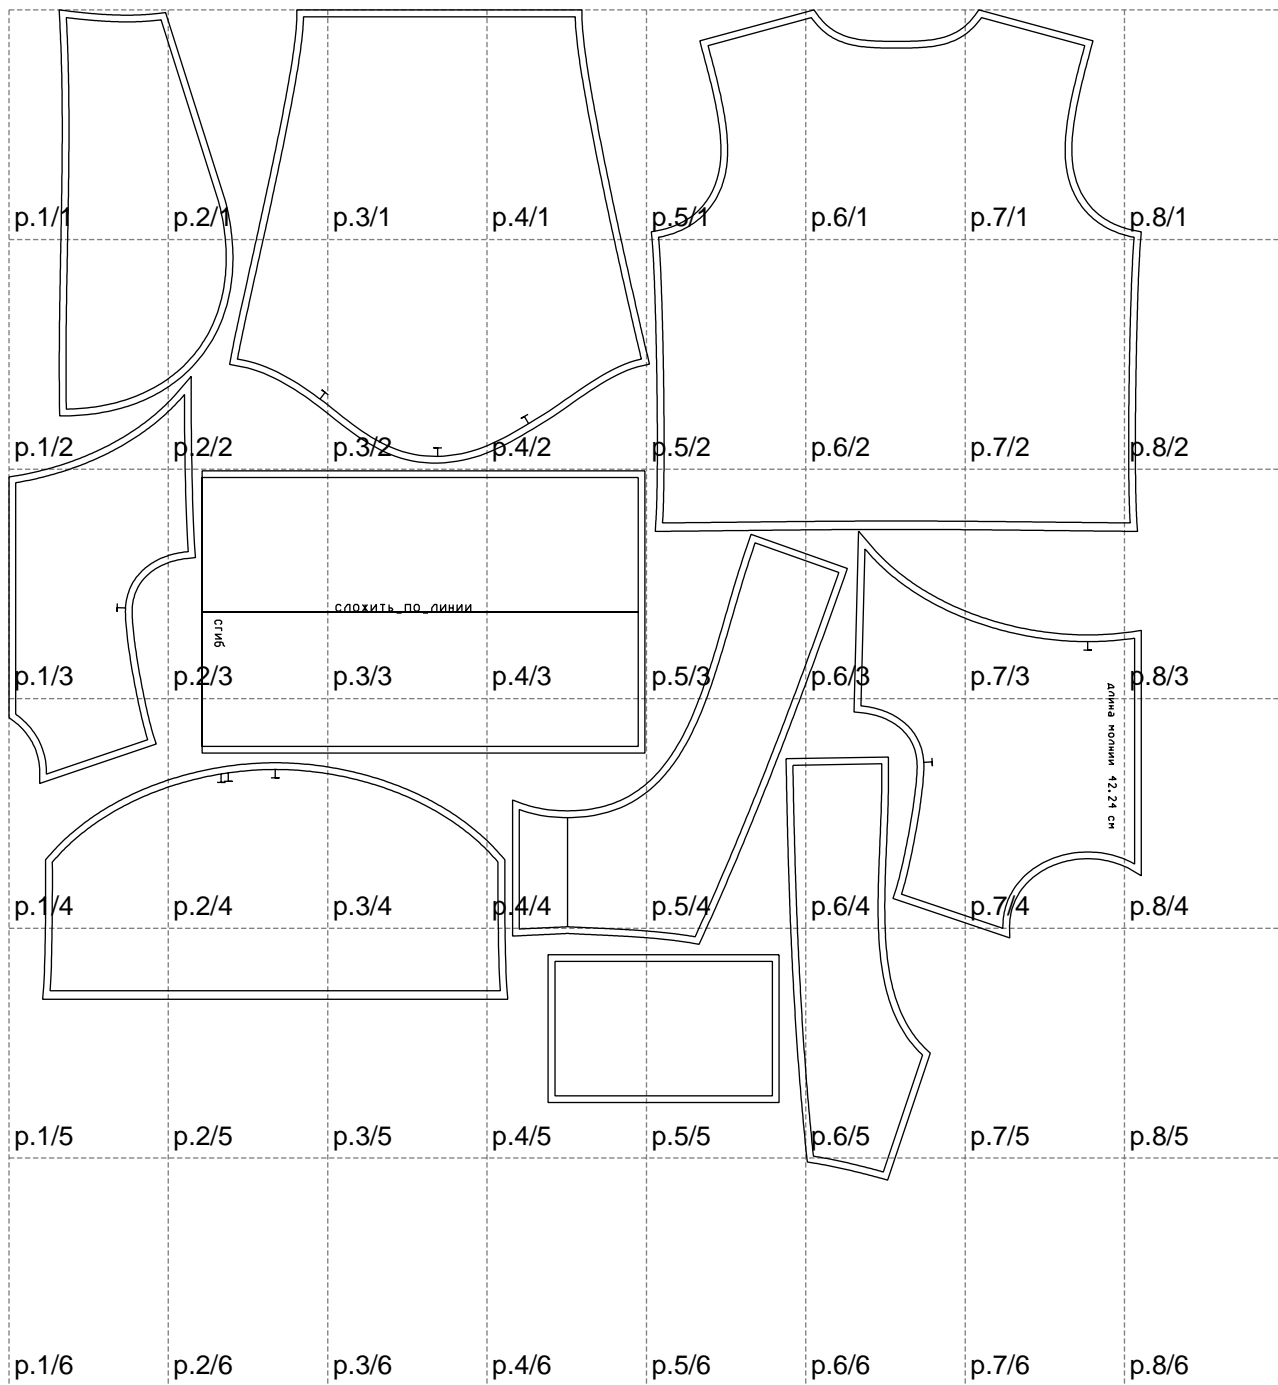 p.1/1 p.2/1 p.3/1 p.4/1 p.5/1 p.6/1 p.7/1 p.8/1
p.1/2 p.2/2 p.3/2 p.4/2 p.5/2 p.6/2 p.7/2 p.8/2
сложить_по_линии
сгиб
p.1/3 p.2/3 p.3/3 p.4/3 p.5/3 p.6/3 p.7/3 p.8/3
длина молнии 42.24 см
p.1/4 p.2/4 p.3/4 p.4/4 p.5/4 p.6/4 p.7/4 p.8/4
p.1/5 p.2/5 p.3/5 p.4/5 p.5/5 p.6/5 p.7/5 p.8/5
p.1/6 p.2/6 p.3/6 p.4/6 p.5/6 p.6/6 p.7/6 p.8/6